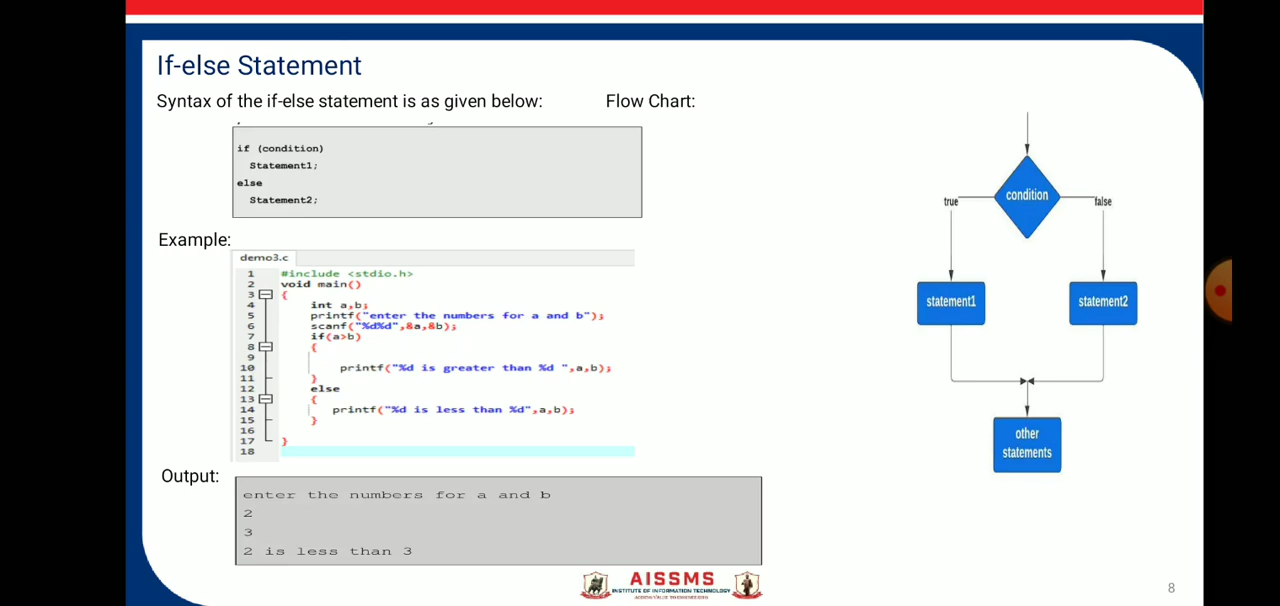 If-else Statement
Syntax of the if-else statement is as given below:
Flow Chart:
if (condition)
Statement1;
else
Statement2;
Example:
demo3.c
1 #include <stdio.h>
2 void main()
3 {
4 int a,b;
5 printf("enter the numbers for a and b");
6 scanf("%d%d",&a,&b);
7 if(a>b)
8 {
9
10 printf("%d is greater than %d ",a,b);
11 }
12 else
13 {
14 printf("%d is less than %d",a,b);
15 }
16
17 }
18
Output:
enter the numbers for a and b
2
3
2 is less than 3
condition
true
false
statement1
statement2
other
statements
AISSMS
INSTITUTE OF INFORMATION TECHNOLOGY
8